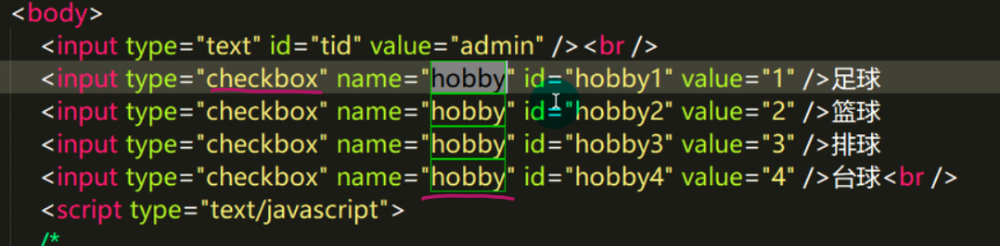 <body>
<input type="text" id="tid" value="admin" /><br />
<input type="checkbox" name="hobby" id="hobby1" value="1" />足球
<input type="checkbox" name="hobby" id="hobby2" value="2" />篮球
<input type="checkbox" name="hobby" id="hobby3" value="3" />排球
<input type="checkbox" name="hobby" id="hobby4" value="4" />台球<br />
<script type="text/javascript">
/*